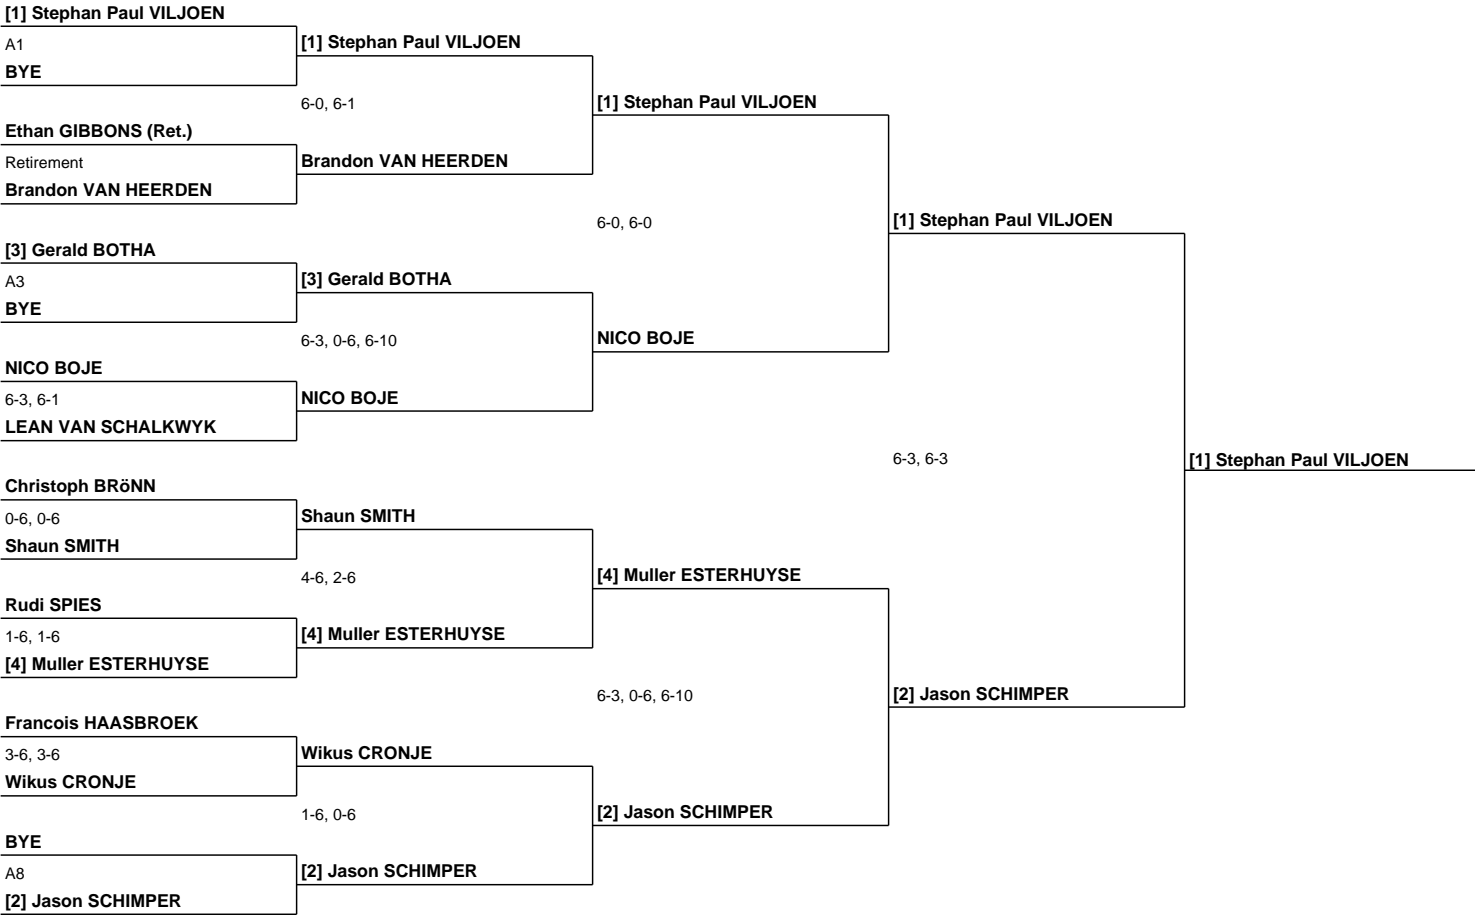 [1] Stephan Paul VILJOEN
A1
BYE
[1] Stephan Paul VILJOEN
6-0, 6-1
Ethan GIBBONS (Ret.)
Retirement
Brandon VAN HEERDEN
Brandon VAN HEERDEN
[1] Stephan Paul VILJOEN
6-0, 6-0
[3] Gerald BOTHA
A3
BYE
[3] Gerald BOTHA
6-3, 0-6, 6-10
NICO BOJE
6-3, 6-1
LEAN VAN SCHALKWYK
NICO BOJE
NICO BOJE
[1] Stephan Paul VILJOEN
6-3, 6-3
[1] Stephan Paul VILJOEN
Christoph BRöNN
0-6, 0-6
Shaun SMITH
Shaun SMITH
4-6, 2-6
Rudi SPIES
1-6, 1-6
[4] Muller ESTERHUYSE
[4] Muller ESTERHUYSE
[4] Muller ESTERHUYSE
6-3, 0-6, 6-10
Francois HAASBROEK
3-6, 3-6
Wikus CRONJE
Wikus CRONJE
1-6, 0-6
BYE
A8
[2] Jason SCHIMPER
[2] Jason SCHIMPER
[2] Jason SCHIMPER
[2] Jason SCHIMPER